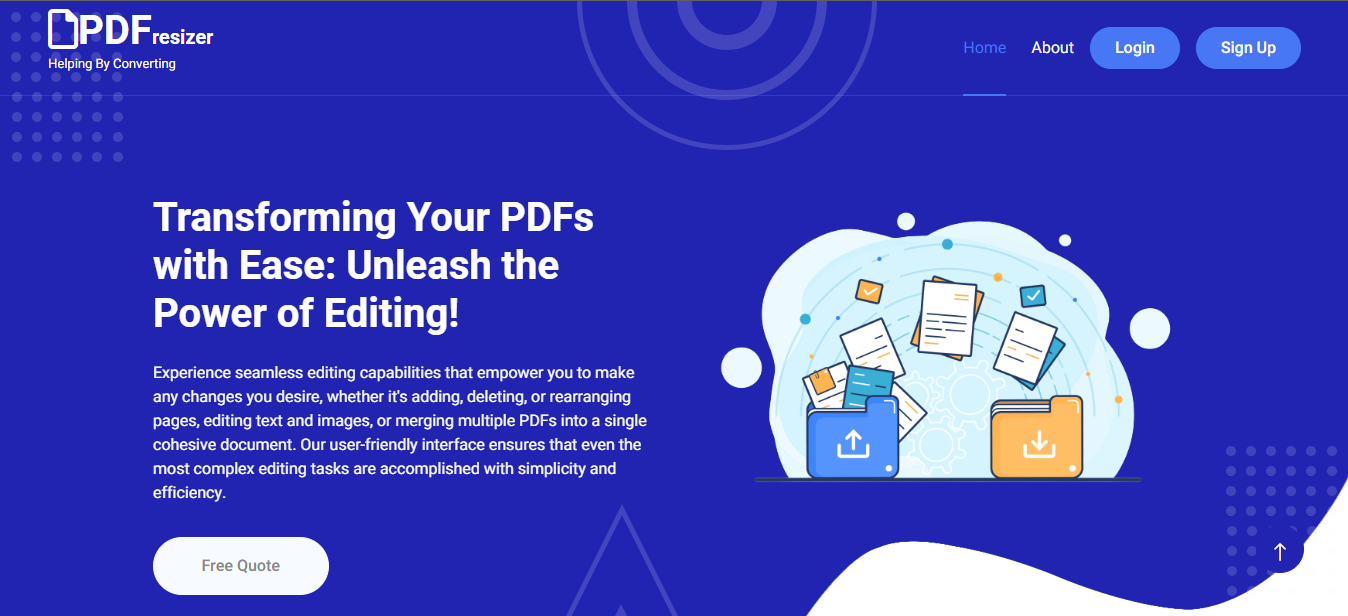 PDFresizer
Helping By Converting
Home About Login Sign Up
Transforming Your PDFs
with Ease: Unleash the
Power of Editing!
Experience seamless editing capabilities that empower you to make
any changes you desire, whether it's adding, deleting, or rearranging
pages, editing text and images, or merging multiple PDFs into a single
cohesive document. Our user-friendly interface ensures that even the
most complex editing tasks are accomplished with simplicity and
efficiency.
Free Quote